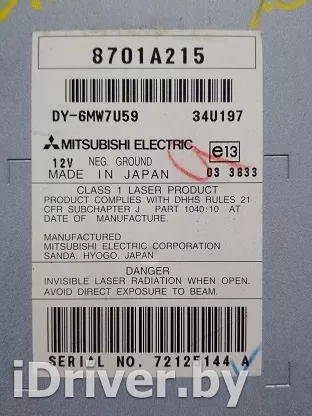 8701A215
DY-6MW7U59 34U197
MITSUBISHI ELECTRIC e13
12V NEG. GROUND
MADE IN JAPAN 03 3833
CLASS 1 LASER PRODUCT
PRODUCT COMPLIES WITH DHHS RULES 21
CFR SUBCHAPTER J PART 1040:10 AT
DATE OF MANUFACTURE.
MANUFACTURED
MITSUBISHI ELECTRIC CORPORATION
SANDA, HYOGO, JAPAN
DANGER
INVISIBLE LASER RADIATION WHEN OPEN.
AVOID DIRECT EXPOSURE TO BEAM.
SERIAL NO. 72125144 A
iDriver.by